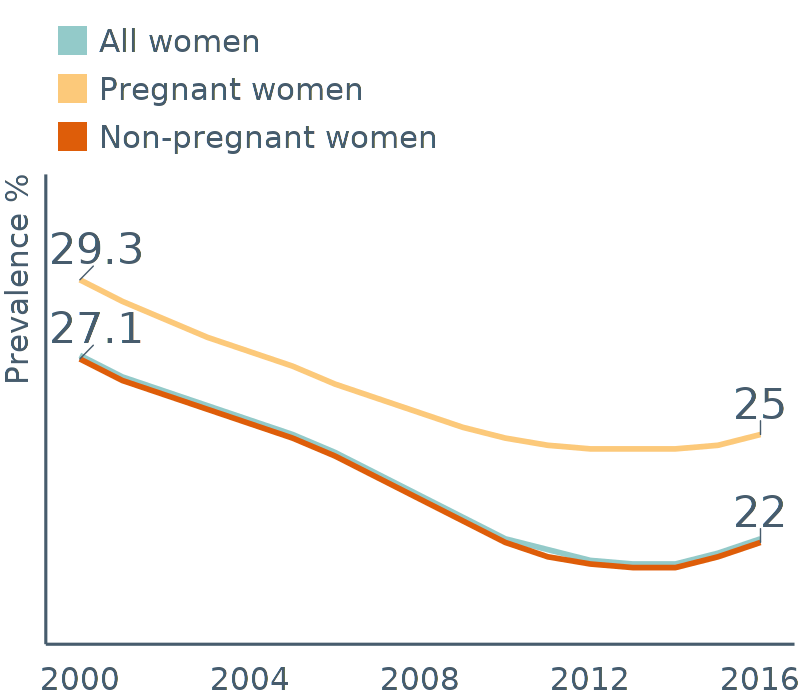 All women
Pregnant women
Non-pregnant women
Prevalence %
29.3
27.1
25
22
2000 2004 2008 2012 2016